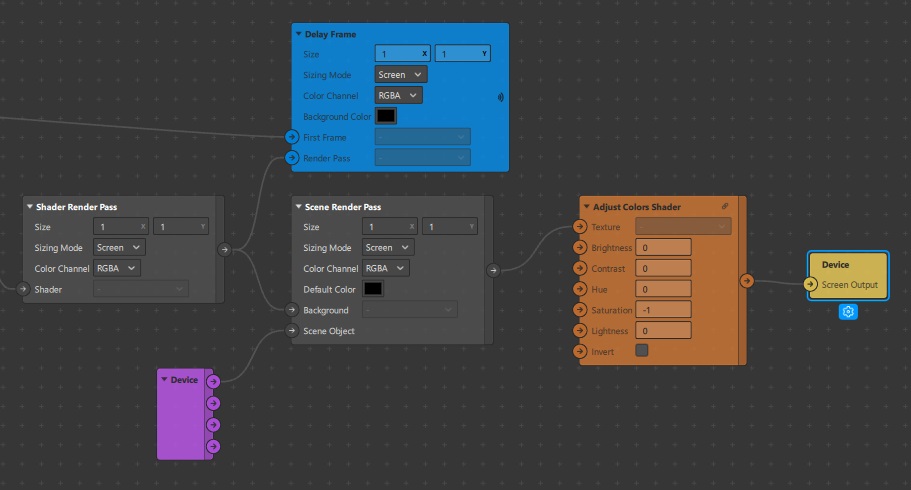 Delay Frame
Size 1 X 1 Y
Sizing Mode Screen
Color Channel RGBA
Background Color
First Frame -
Render Pass -
Shader Render Pass
Size 1 X 1 Y
Sizing Mode Screen
Color Channel RGBA
Shader -
Scene Render Pass
Size 1 X 1 Y
Sizing Mode Screen
Color Channel RGBA
Default Color
Background -
Scene Object
Adjust Colors Shader
Texture -
Brightness 0
Contrast 0
Hue 0
Saturation -1
Lightness 0
Invert
Device
Screen Output
Device